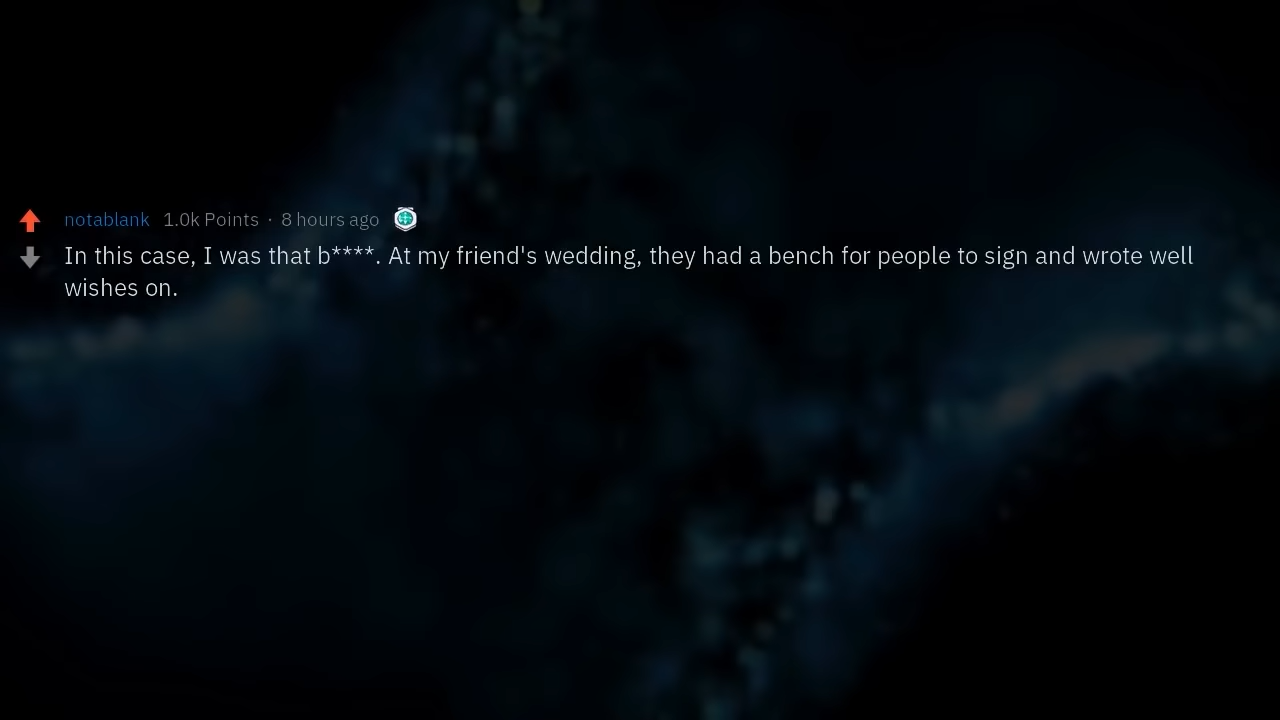 notablank 1.0k Points · 8 hours ago
In this case, I was that b****. At my friend's wedding, they had a bench for people to sign and wrote well
wishes on.